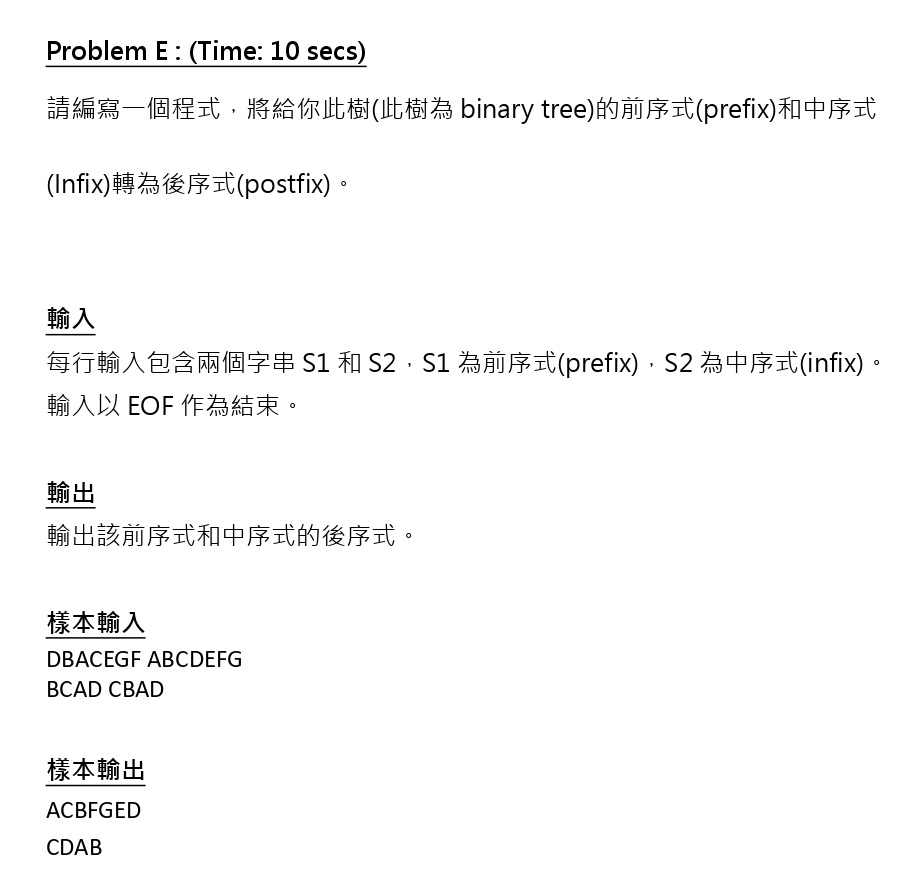 Problem E : (Time: 10 secs)
請編寫一個程式，將給你此樹(此樹為 binary tree)的前序式(prefix)和中序式
(Infix)轉為後序式(postfix)。
輸入
每行輸入包含兩個字串 S1 和 S2，S1 為前序式(prefix)，S2 為中序式(infix)。
輸入以 EOF 作為結束。
輸出
輸出該前序式和中序式的後序式。
樣本輸入
DBACEGF ABCDEFG
BCAD CBAD
樣本輸出
ACBFGED
CDAB